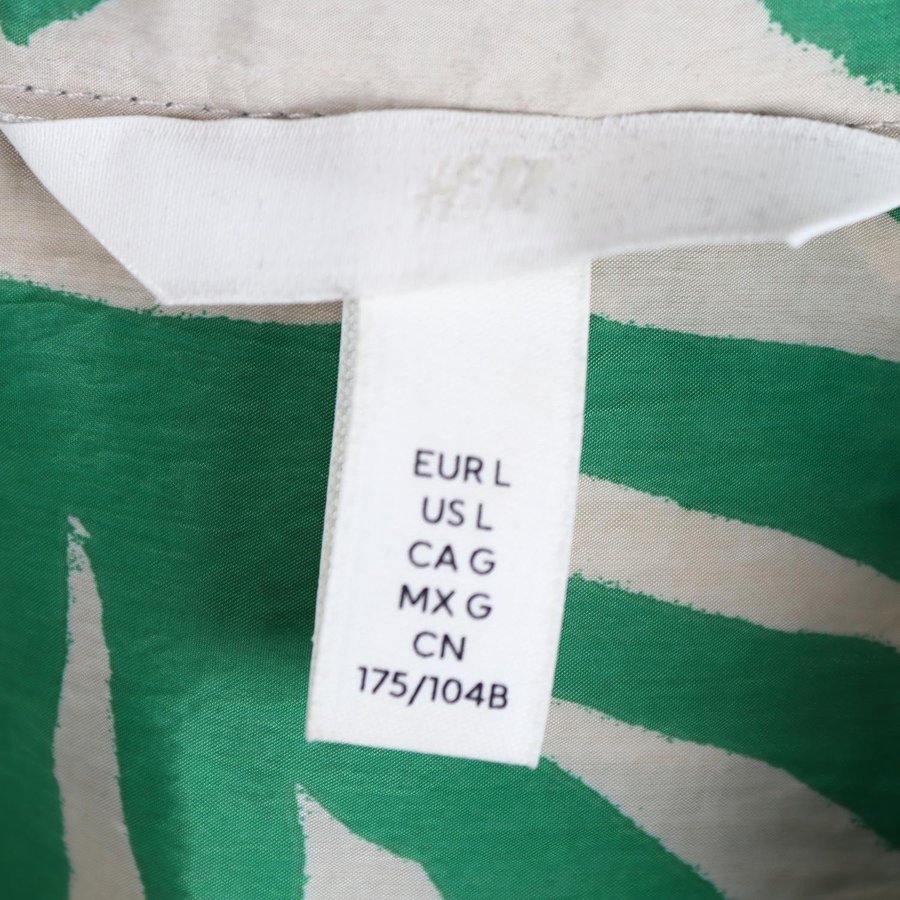 H&M
EUR L
US L
CA G
MX G
CN
175/104B